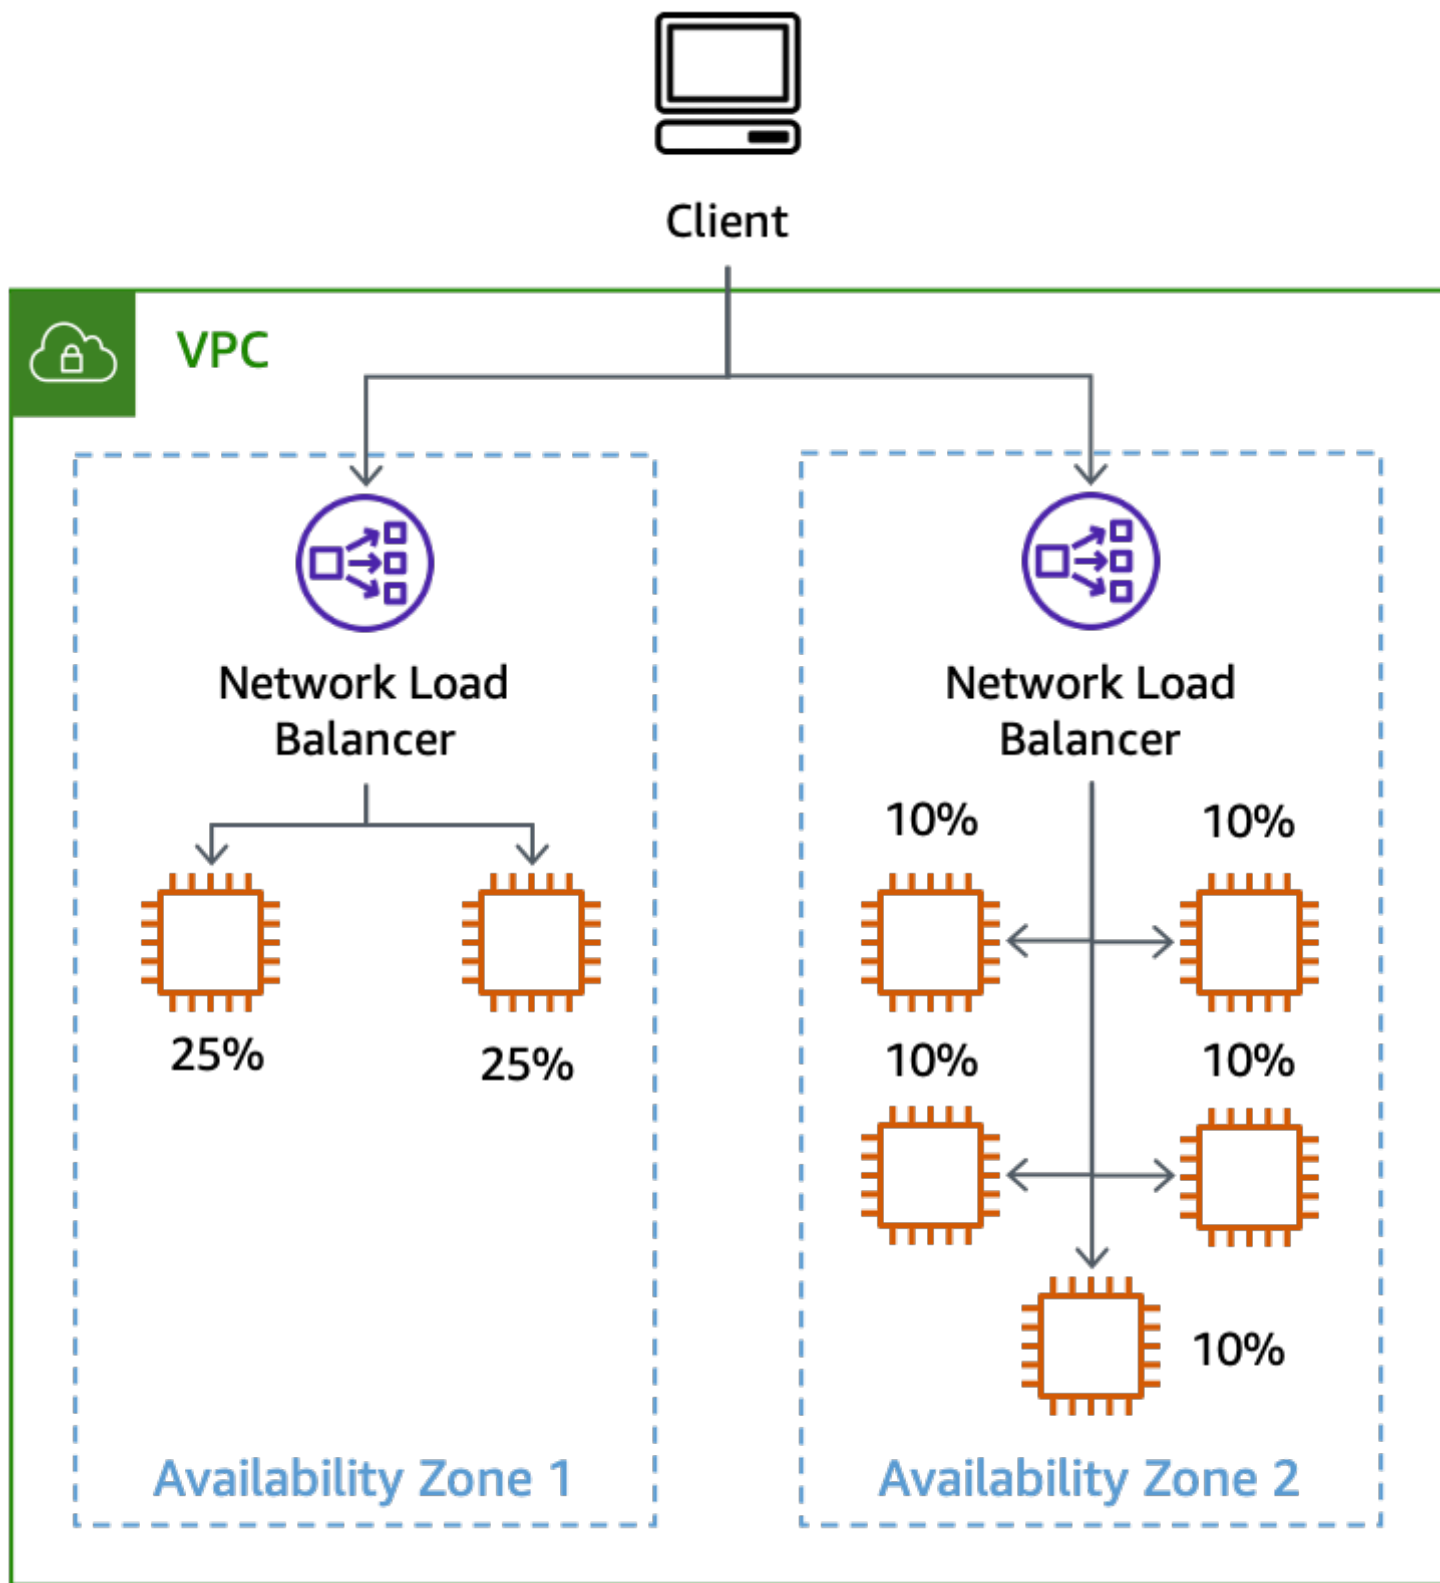 Client
VPC
Network Load
Balancer
25%
25%
Availability Zone 1
Network Load
Balancer
10%
10%
10%
10%
10%
Availability Zone 2